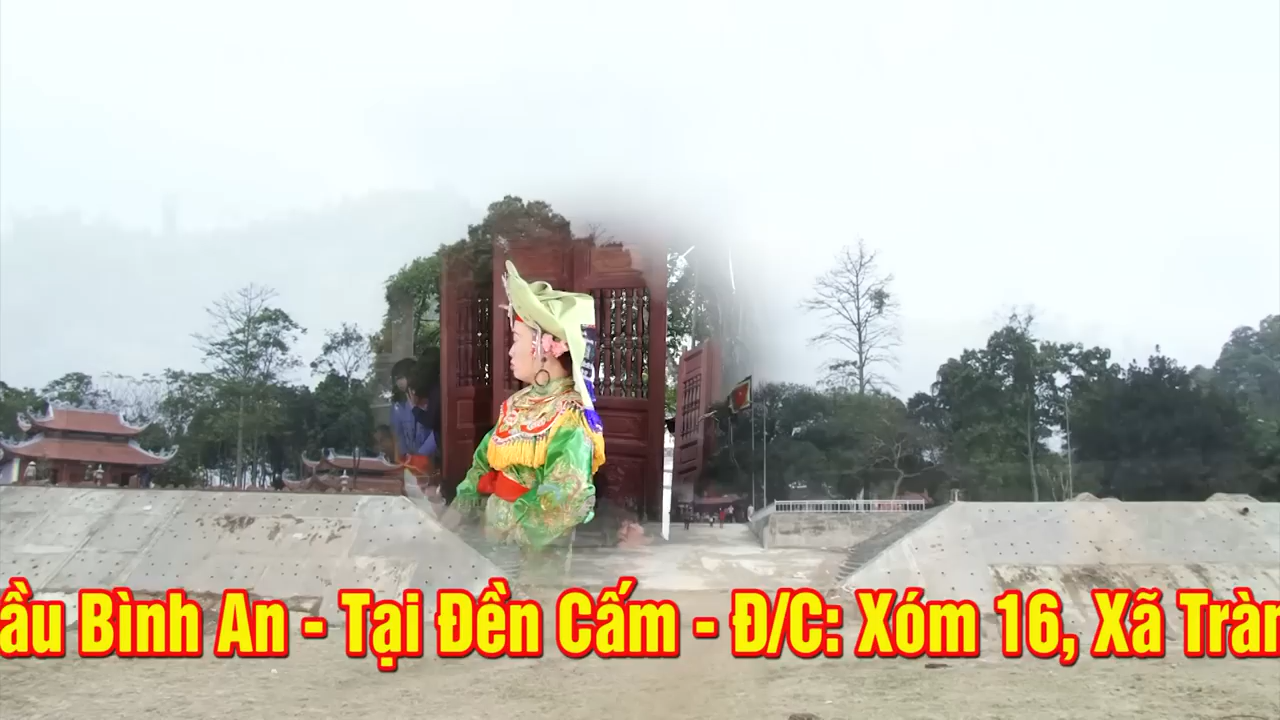 ầu Bình An - Tại Đền Cấm - Đ/C: Xóm 16, Xã Tràn